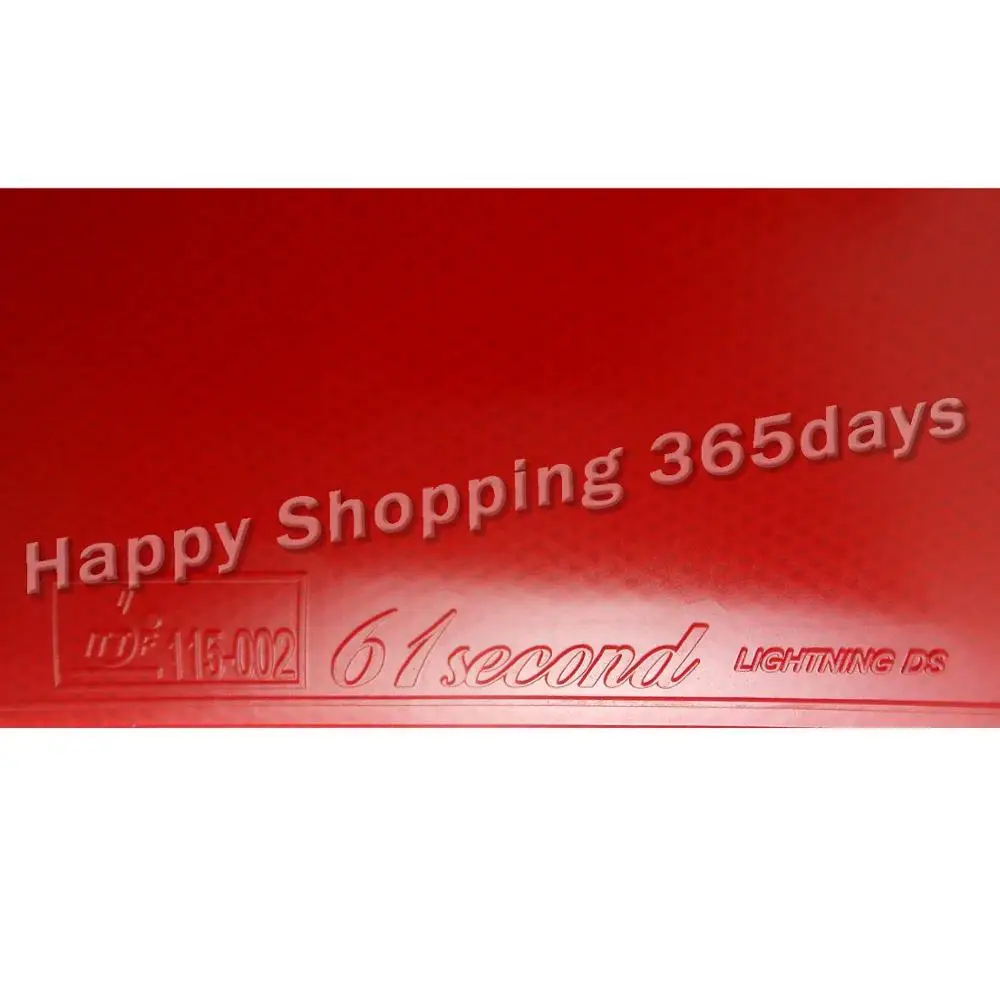 Happy Shopping 365days
ITTF .115-002 61second LIGHTNING DS